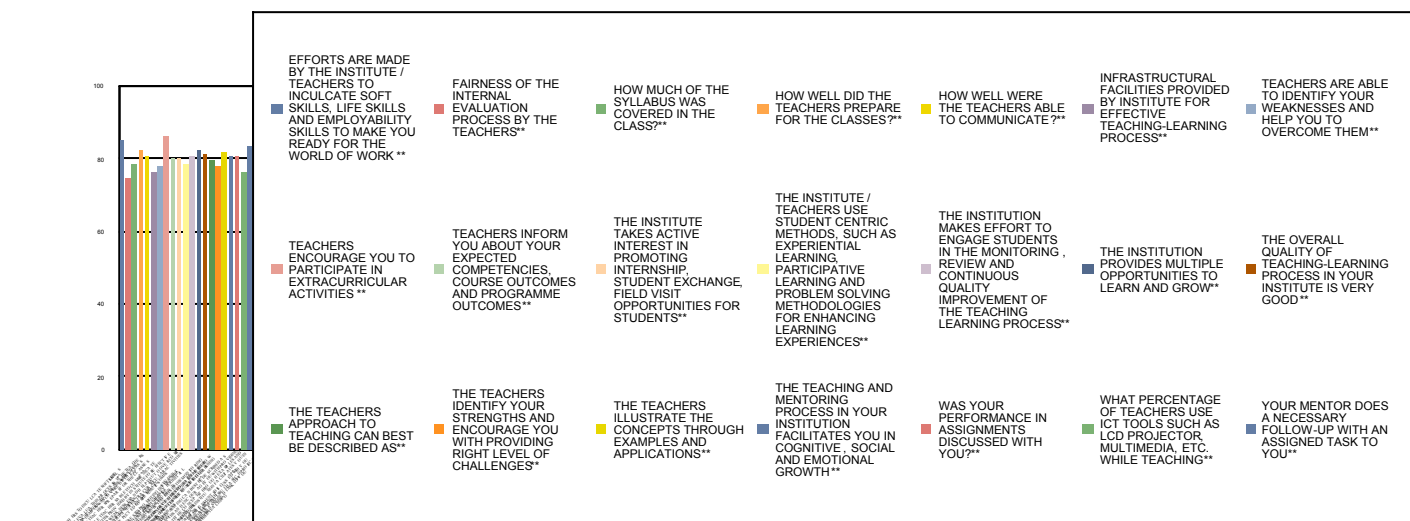 100
80
60
40
20
0
EFFORTS ARE MADE
BY THE INSTITUTE /
TEACHERS TO
INCULCATE SOFT
SKILLS, LIFE SKILLS
AND EMPLOYABILITY
SKILLS TO MAKE YOU
READY FOR THE
WORLD OF WORK **
FAIRNESS OF THE
INTERNAL
EVALUATION
PROCESS BY THE
TEACHERS**
HOW MUCH OF THE
SYLLABUS WAS
COVERED IN THE
CLASS?**
HOW WELL DID THE
TEACHERS PREPARE
FOR THE CLASSES?**
HOW WELL WERE
THE TEACHERS ABLE
TO COMMUNICATE?**
INFRASTRUCTURAL
FACILITIES PROVIDED
BY INSTITUTE FOR
EFFECTIVE
TEACHING-LEARNING
PROCESS**
TEACHERS ARE ABLE
TO IDENTIFY YOUR
WEAKNESSES AND
HELP YOU TO
OVERCOME THEM**
TEACHERS
ENCOURAGE YOU TO
PARTICIPATE IN
EXTRACURRICULAR
ACTIVITIES **
TEACHERS INFORM
YOU ABOUT YOUR
EXPECTED
COMPETENCIES,
COURSE OUTCOMES
AND PROGRAMME
OUTCOMES**
THE INSTITUTE
TAKES ACTIVE
INTEREST IN
PROMOTING
INTERNSHIP,
STUDENT EXCHANGE,
FIELD VISIT
OPPORTUNITIES FOR
STUDENTS**
THE INSTITUTE /
TEACHERS USE
STUDENT CENTRIC
METHODS, SUCH AS
EXPERIENTIAL
LEARNING,
PARTICIPATIVE
LEARNING AND
PROBLEM SOLVING
METHODOLOGIES
FOR ENHANCING
LEARNING
EXPERIENCES**
THE INSTITUTION
MAKES EFFORT TO
ENGAGE STUDENTS
IN THE MONITORING ,
REVIEW AND
CONTINUOUS
QUALITY
IMPROVEMENT OF
THE TEACHING
LEARNING PROCESS**
THE INSTITUTION
PROVIDES MULTIPLE
OPPORTUNITIES TO
LEARN AND GROW**
THE OVERALL
QUALITY OF
TEACHING-LEARNING
PROCESS IN YOUR
INSTITUTE IS VERY
GOOD**
THE TEACHERS
APPROACH TO
TEACHING CAN BEST
BE DESCRIBED AS**
THE TEACHERS
IDENTIFY YOUR
STRENGTHS AND
ENCOURAGE YOU
WITH PROVIDING
RIGHT LEVEL OF
CHALLENGES**
THE TEACHERS
ILLUSTRATE THE
CONCEPTS THROUGH
EXAMPLES AND
APPLICATIONS**
THE TEACHING AND
MENTORING
PROCESS IN YOUR
INSTITUTION
FACILITATES YOU IN
COGNITIVE , SOCIAL
AND EMOTIONAL
GROWTH**
WAS YOUR
PERFORMANCE IN
ASSIGNMENTS
DISCUSSED WITH
YOU?**
WHAT PERCENTAGE
OF TEACHERS USE
ICT TOOLS SUCH AS
LCD PROJECTOR,
MULTIMEDIA, ETC.
WHILE TEACHING**
YOUR MENTOR DOES
A NECESSARY
FOLLOW-UP WITH AN
ASSIGNED TASK TO
YOU**